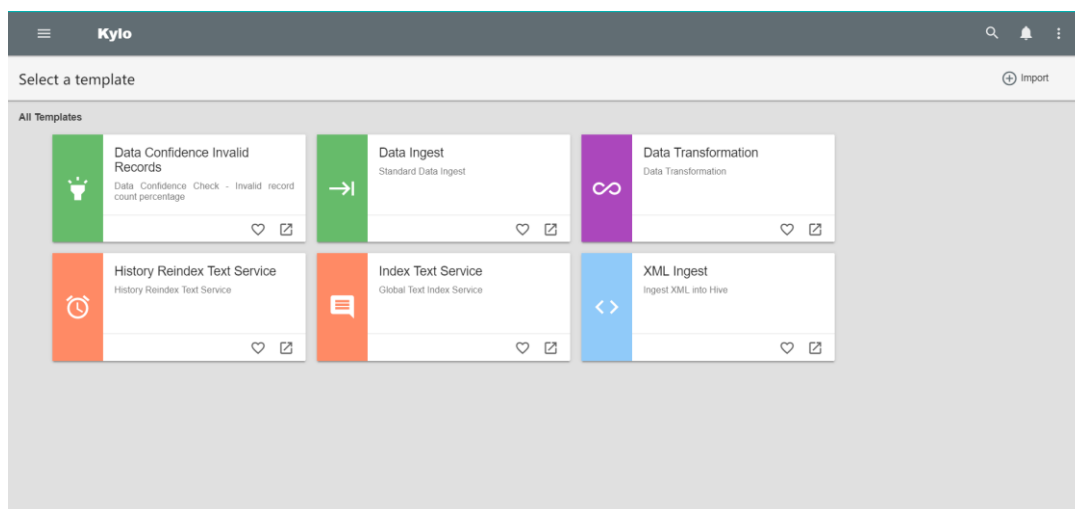 Kylo
Select a template
Import
All Templates
Data Confidence Invalid
Records
Data Confidence Check - Invalid record
count percentage
Data Ingest
Standard Data Ingest
Data Transformation
Data Transformation
History Reindex Text Service
History Reindex Text Service
Index Text Service
Global Text Index Service
XML Ingest
Ingest XML into Hive